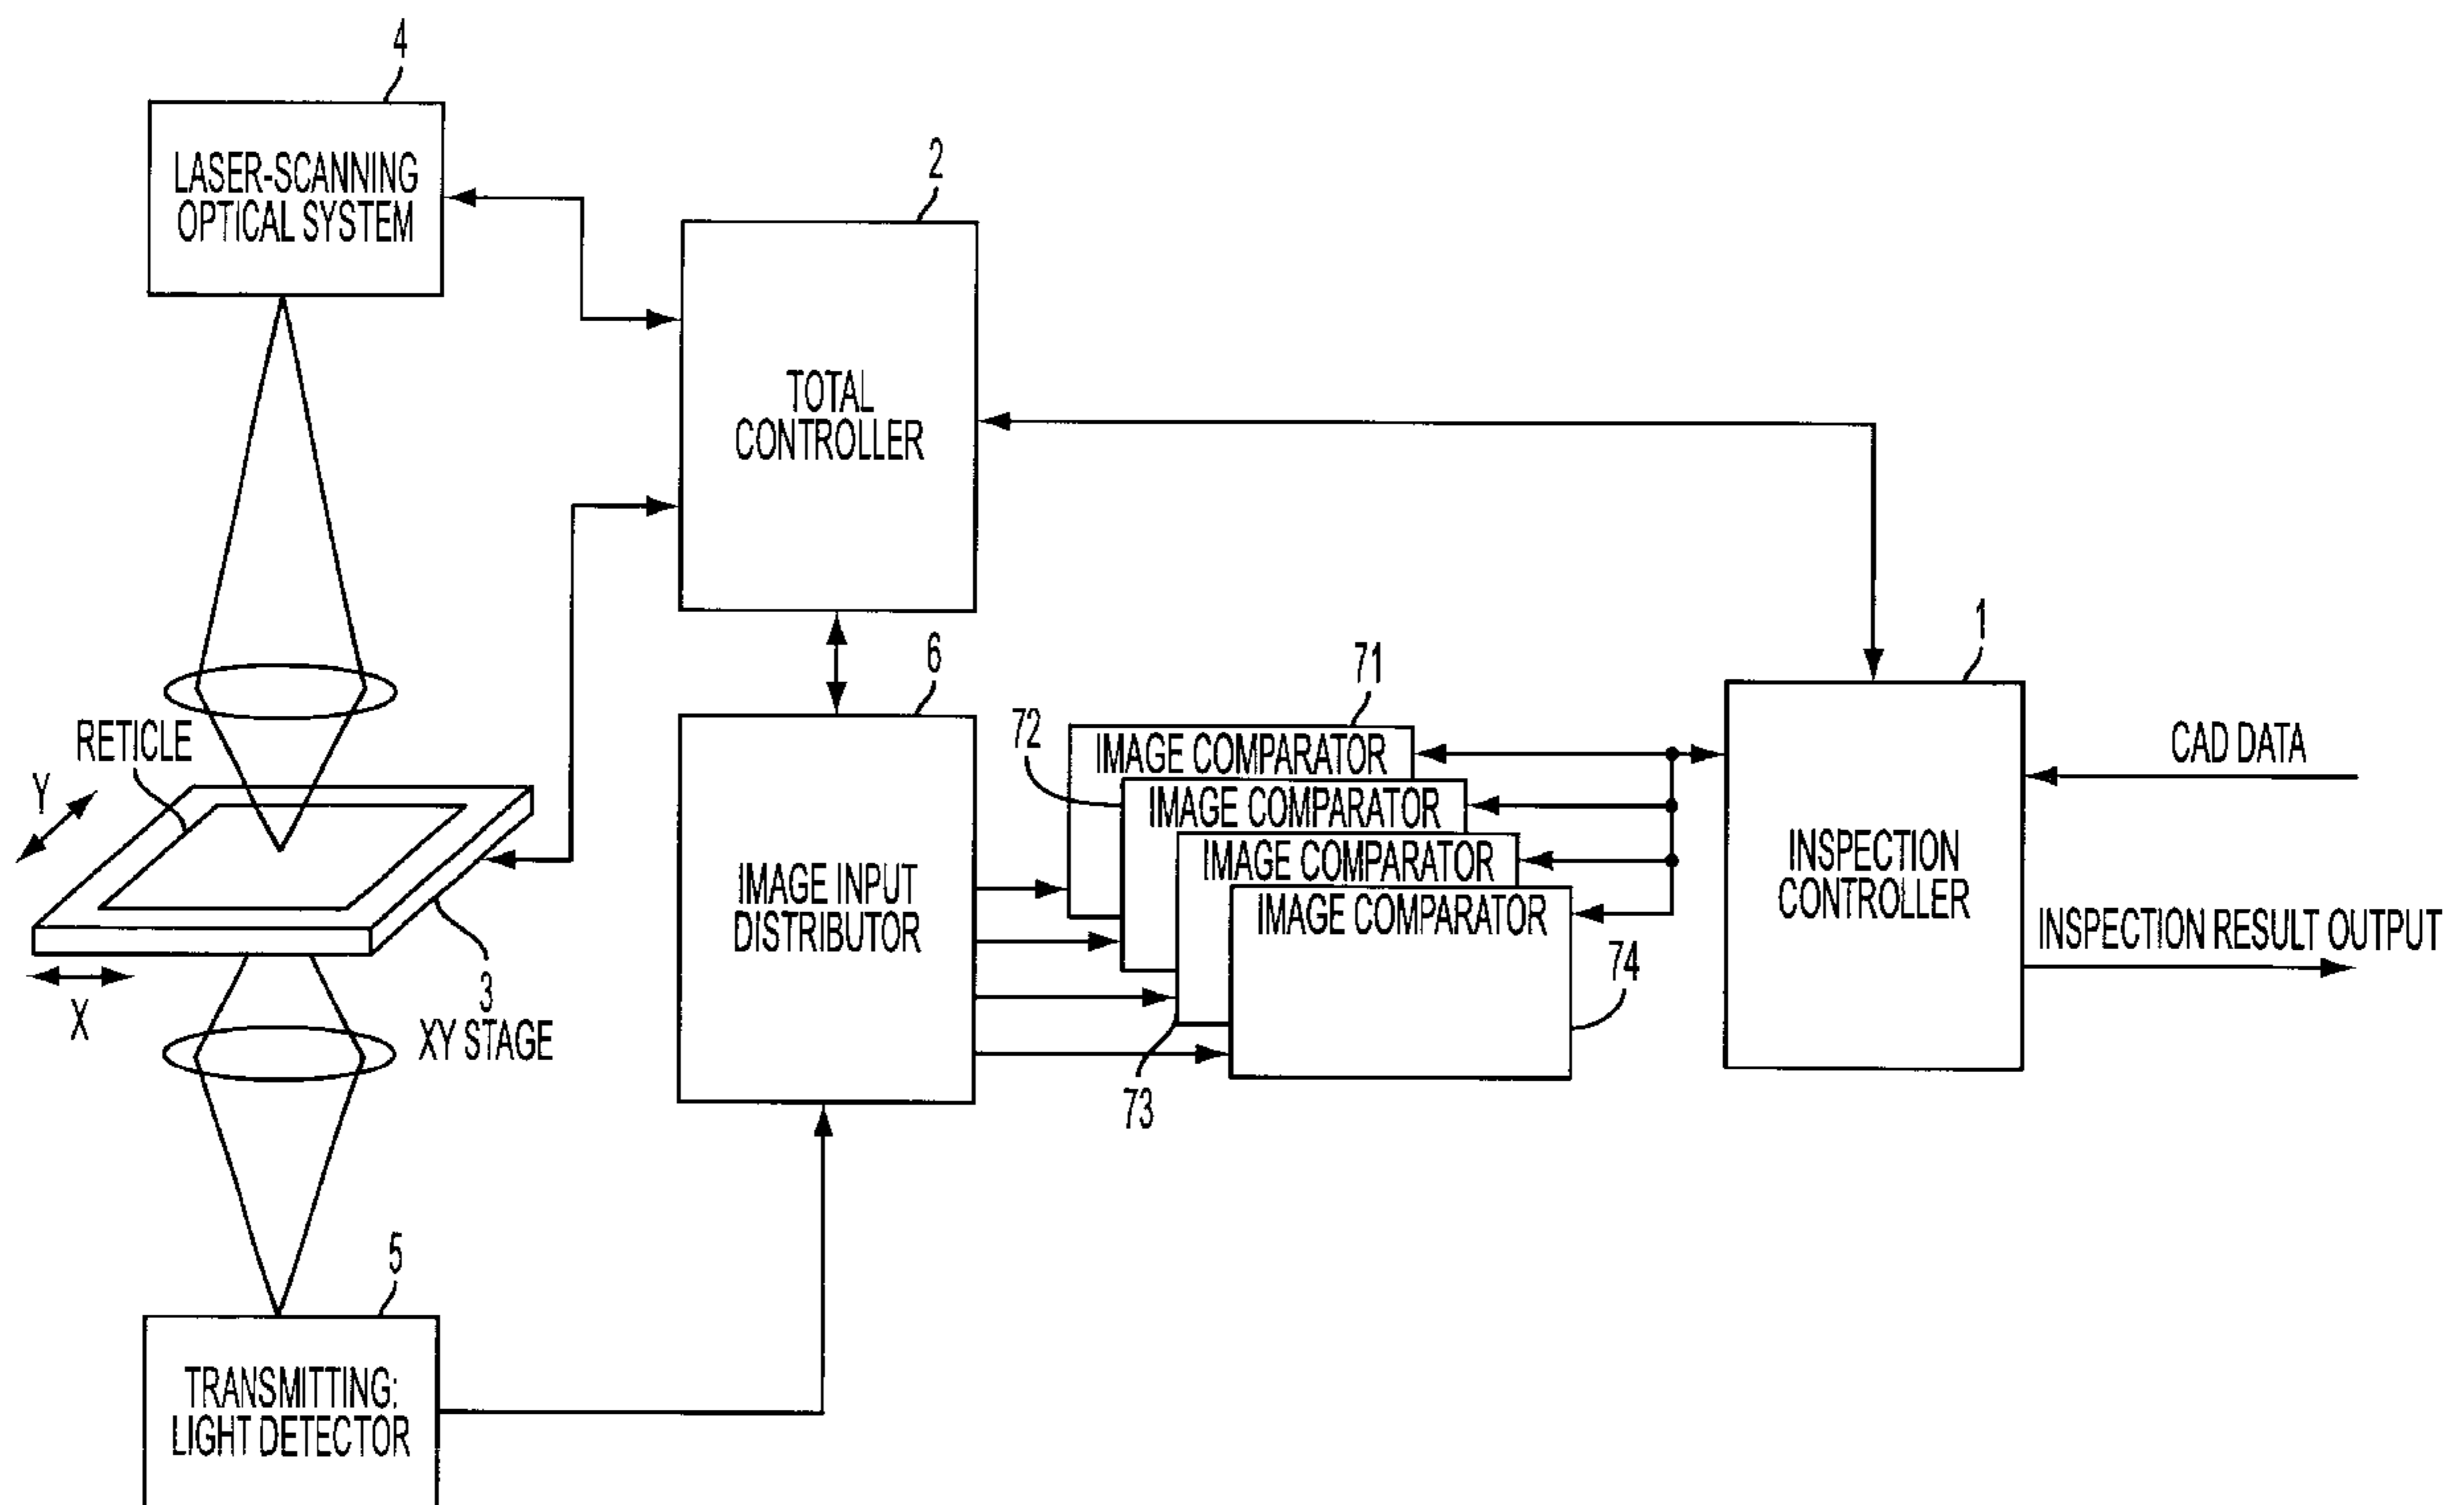 4
LASER-SCANNING
OPTICAL SYSTEM
2
TOTAL
CONTROLLER
6
IMAGE INPUT
DISTRIBUTOR
71
IMAGE COMPARATOR
72
IMAGE COMPARATOR
IMAGE COMPARATOR
73
IMAGE COMPARATOR
74
1
INSPECTION
CONTROLLER
CAD DATA
INSPECTION RESULT OUTPUT
RETICLE
Y
X
3
XY STAGE
5
TRANSMITTING:
LIGHT DETECTOR